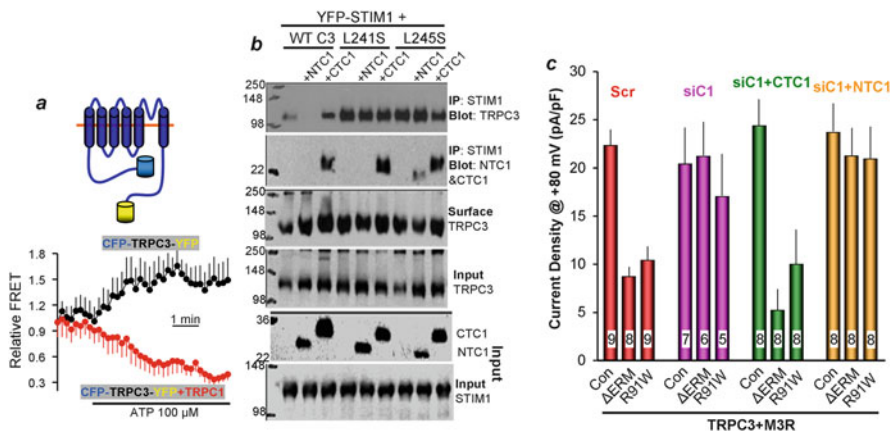 a
CFP-TRPC3-YFP
Relative FRET
1.8
1.5
1.2
0.9
0.6
0.3
1 min
CFP-TRPC3-YFP+TRPC1
ATP 100 µM
b
YFP-STIM1 +
WT C3 L241S L245S
+NTC1 +CTC1 +NTC1 +CTC1 +NTC1 +CTC1
250
148
98
IP: STIM1
Blot: TRPC3
22
IP: STIM1
Blot: NTC1
&CTC1
250
148
98
Surface
TRPC3
250
148
98
Input
TRPC3
36
22
CTC1
NTC1
Input
148
98
Input
STIM1
c
Current Density @ +80 mV (pA/pF)
25
20
15
10
5
0
Scr siC1 siC1+CTC1 siC1+NTC1
9 8 9 7 6 5 8 8 8 8 8 8
Con ΔERM R91W Con ΔERM R91W Con ΔERM R91W Con ΔERM R91W
TRPC3+M3R